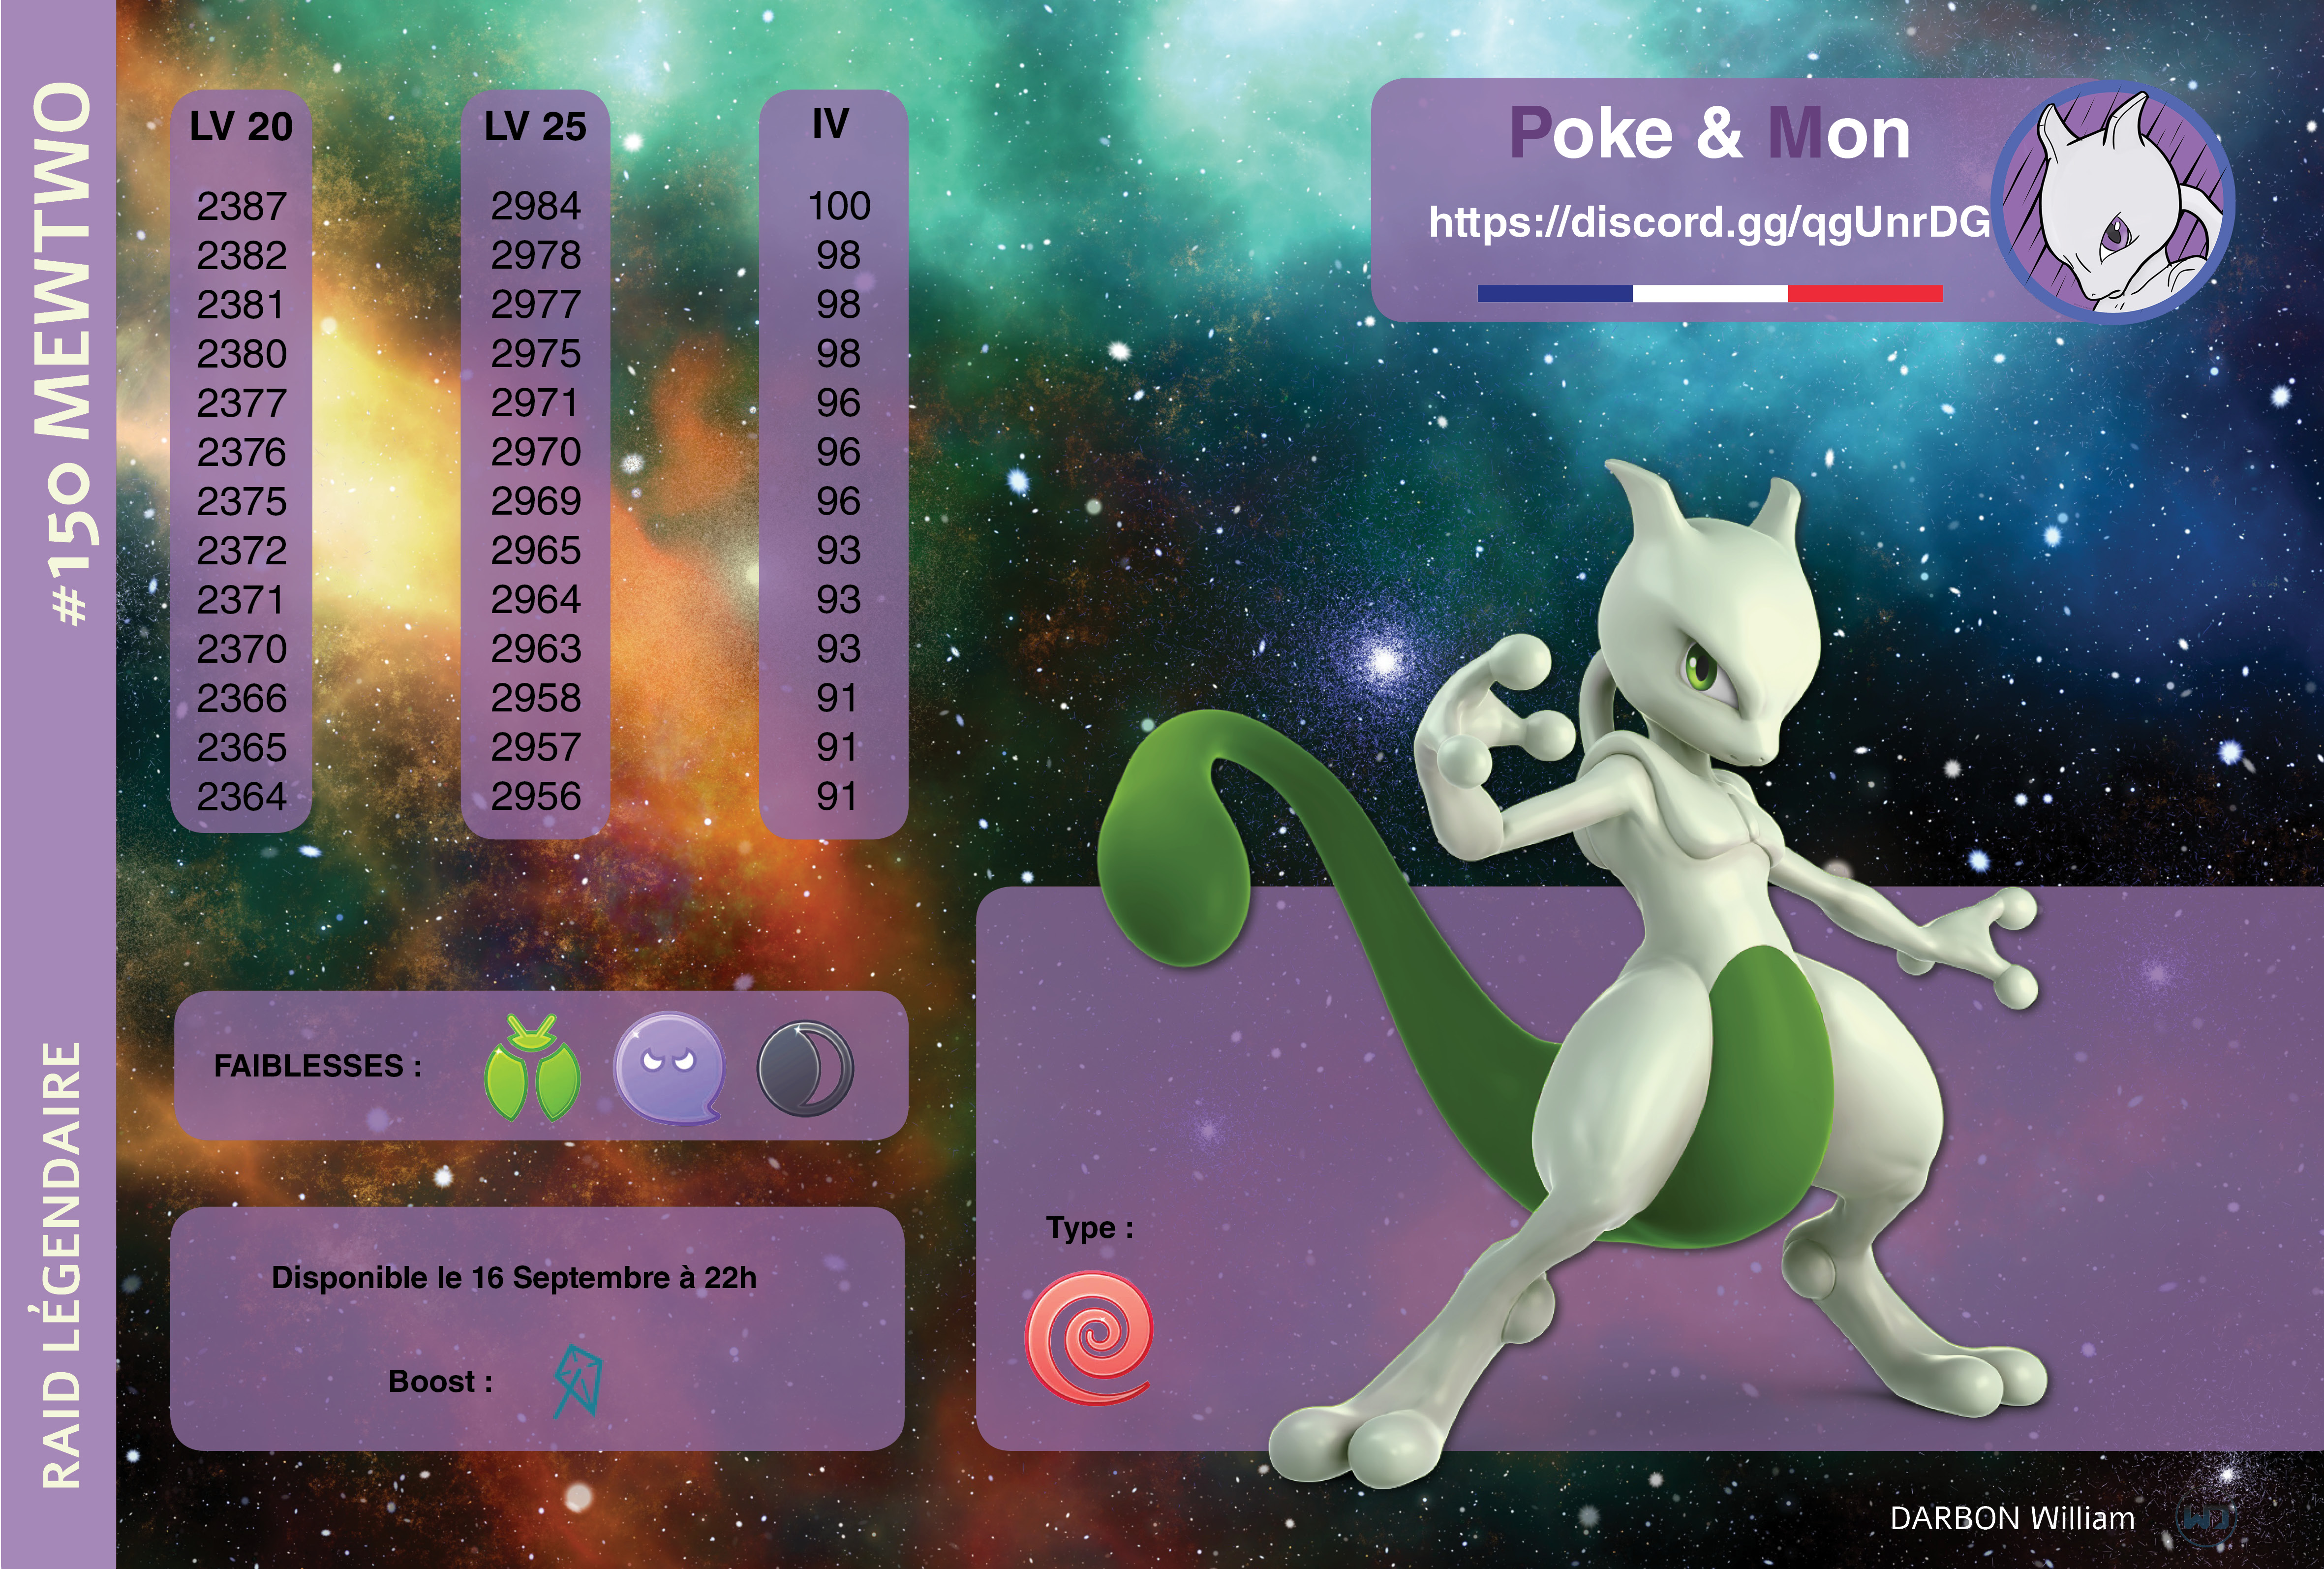 #150 MEWTWO
RAID LÉGENDAIRE
LV 20 LV 25 IV
2387 2984 100
2382 2978 98
2381 2977 98
2380 2975 98
2377 2971 96
2376 2970 96
2375 2969 96
2372 2965 93
2371 2964 93
2370 2963 93
2366 2958 91
2365 2957 91
2364 2956 91
Poke & Mon
https://discord.gg/qgUnrDG
FAIBLESSES :
Disponible le 16 Septembre à 22h
Boost :
Type :
DARBON William